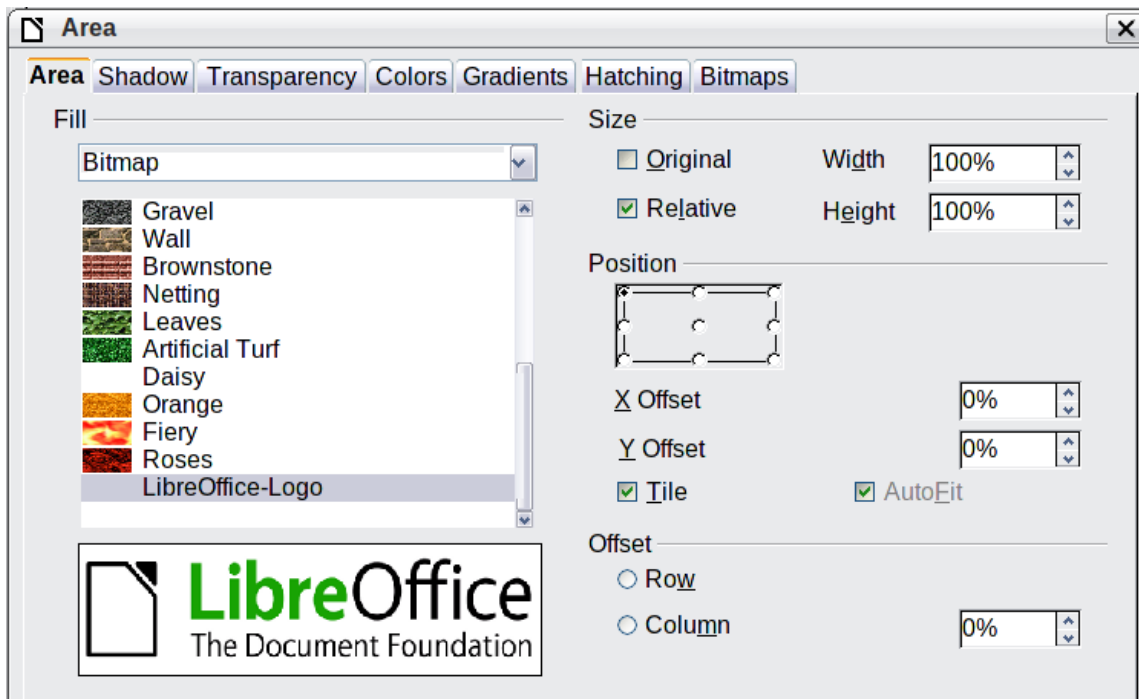 Area
Area Shadow Transparency Colors Gradients Hatching Bitmaps
Fill
Bitmap
Gravel
Wall
Brownstone
Netting
Leaves
Artificial Turf
Daisy
Orange
Fiery
Roses
LibreOffice-Logo
LibreOffice
The Document Foundation
Size
Original Width 100%
Relative Height 100%
Position
X Offset 0%
Y Offset 0%
Tile AutoFit
Offset
Row
Column 0%